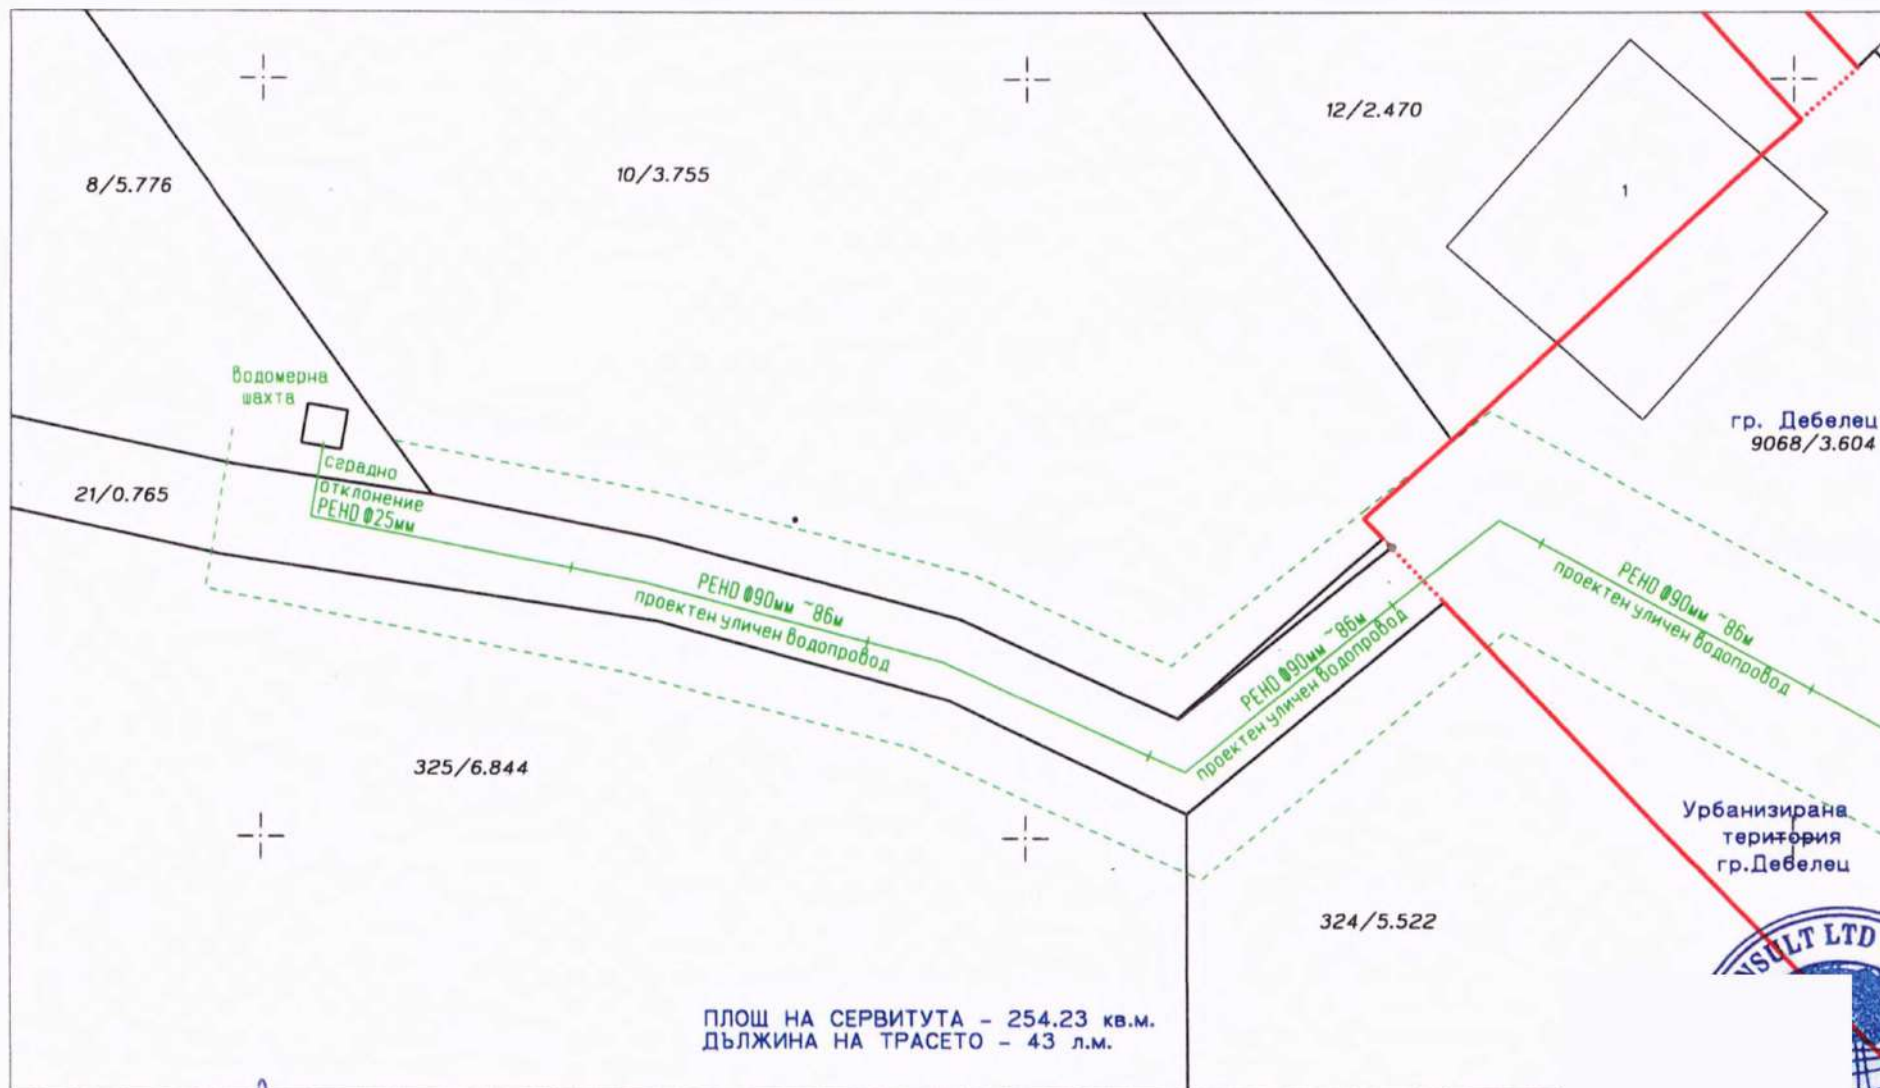 12/2.470
10/3.755
8/5.776
1
водомерна
шахта
гр. Дебелец
9068/3.604
сградно
отклонение
PEHD Ф25мм
21/0.765
PEHD Ф90мм ~86м
проектен уличен водопровод
PEHD Ф90мм ~86м
проектен уличен водопровод
PEHD Ф90мм ~86м
проектен уличен водопровод
325/6.844
Урбанизирана
територия
гр.Дебелец
324/5.522
NSULT LTD
ПЛОЩ НА СЕРВИТУТА - 254.23 кв.м.
ДЪЛЖИНА НА ТРАСЕТО - 43 л.м.